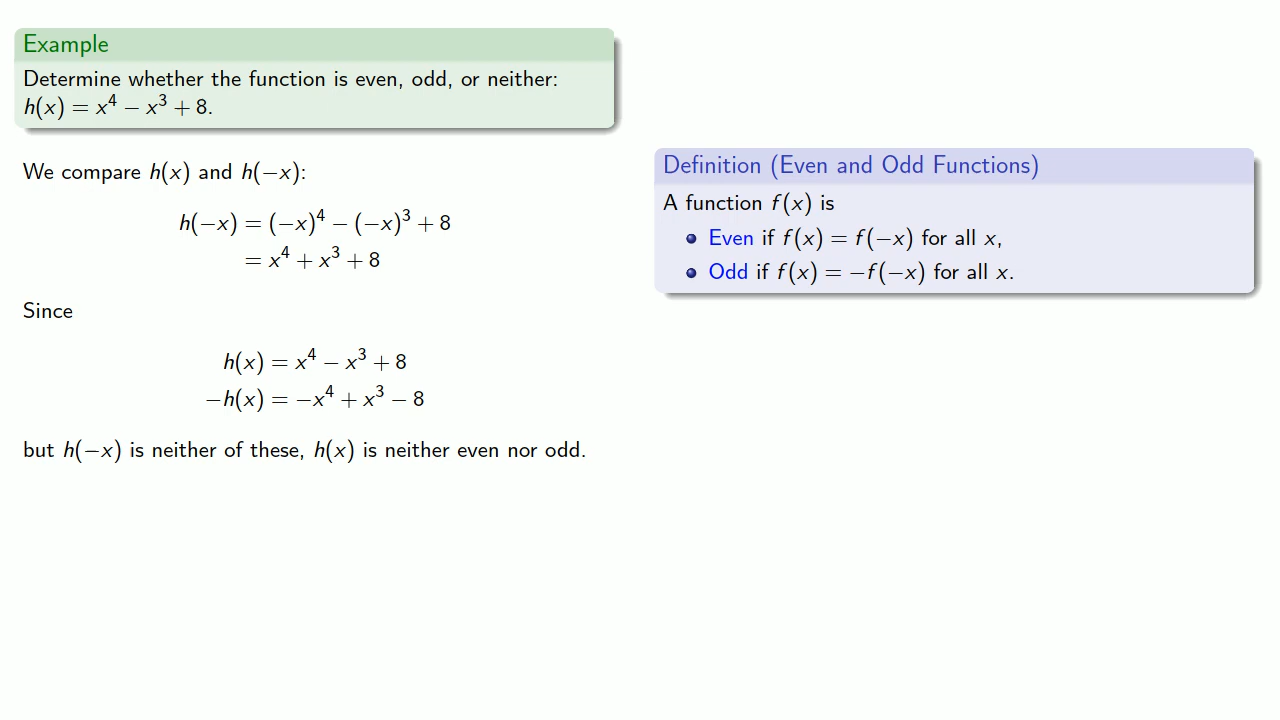 Example
Determine whether the function is even, odd, or neither:
h(x) = x⁴ − x³ + 8.
We compare h(x) and h(−x):
h(−x) = (−x)⁴ − (−x)³ + 8
= x⁴ + x³ + 8
Since
h(x) = x⁴ − x³ + 8
−h(x) = −x⁴ + x³ − 8
but h(−x) is neither of these, h(x) is neither even nor odd.
Definition (Even and Odd Functions)
A function f(x) is
Even if f(x) = f(−x) for all x,
Odd if f(x) = −f(−x) for all x.